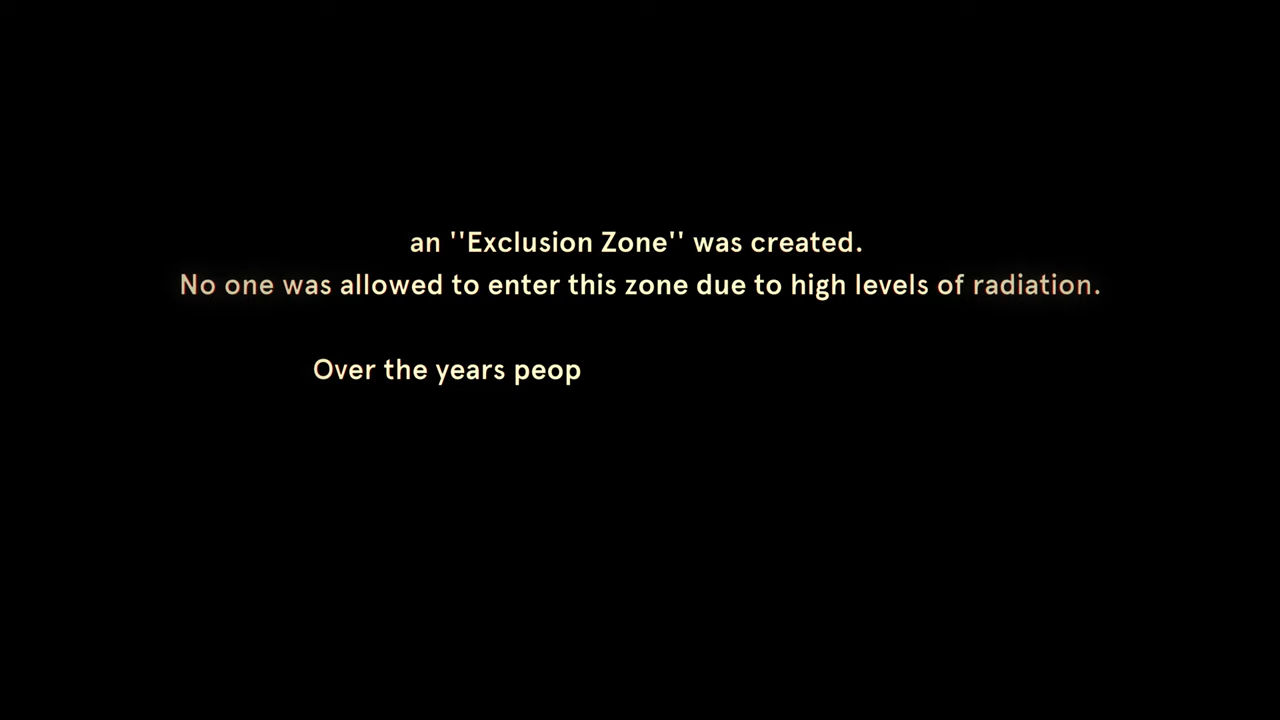 an ''Exclusion Zone'' was created.
No one was allowed to enter this zone due to high levels of radiation.
Over the years peop